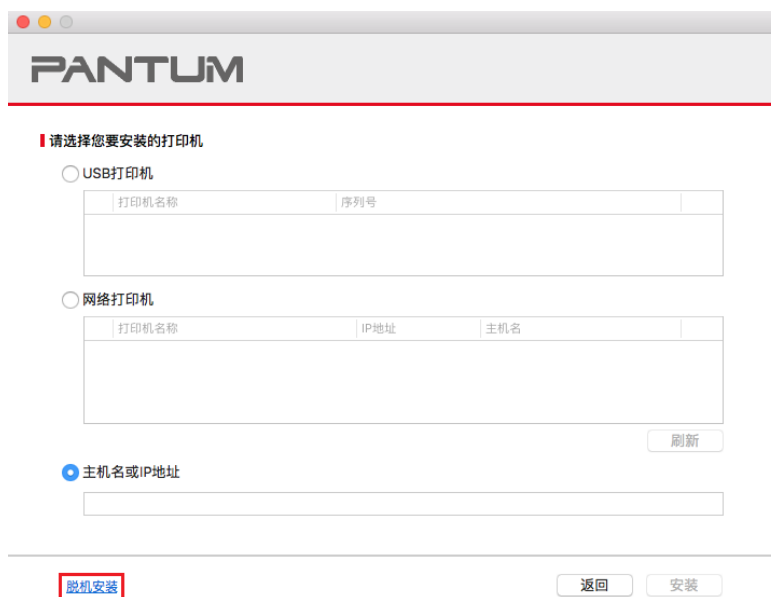 PANTUM
请选择您要安装的打印机
USB打印机
打印机名称 序列号
网络打印机
打印机名称 IP地址 主机名
刷新
主机名或IP地址
脱机安装 返回 安装